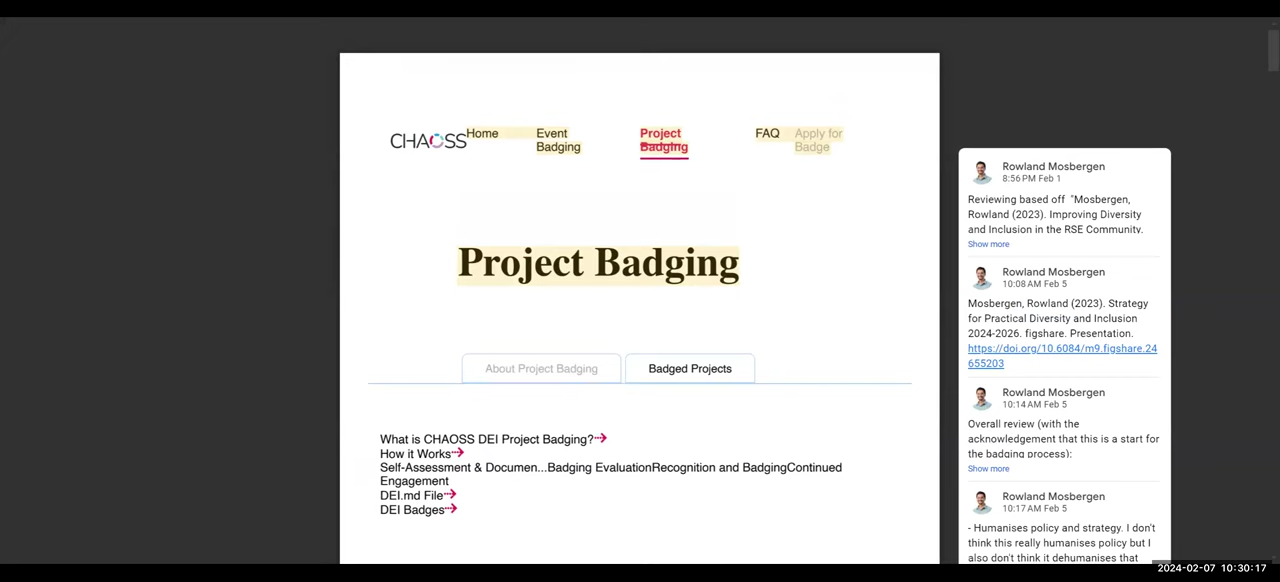 CHAOSS
Home
Event
Badging
Project
Badging
FAQ
Apply for
Badge
Project Badging
About Project Badging
Badged Projects
What is CHAOSS DEI Project Badging?
How it Works
Self-Assessment & Documen...Badging EvaluationRecognition and BadgingContinued
Engagement
DEI.md File
DEI Badges
Rowland Mosbergen
8:56 PM Feb 1
Reviewing based off "Mosbergen,
Rowland (2023). Improving Diversity
and Inclusion in the RSE Community.
Show more
Rowland Mosbergen
10:08 AM Feb 5
Mosbergen, Rowland (2023). Strategy
for Practical Diversity and Inclusion
2024-2026. figshare. Presentation.
https://doi.org/10.6084/m9.figshare.24
655203
Rowland Mosbergen
10:14 AM Feb 5
Overall review (with the
acknowledgement that this is a start for
the badging process):
Show more
Rowland Mosbergen
10:17 AM Feb 5
- Humanises policy and strategy. I don't
think this really humanises policy but I
also don't think it dehumanises that
2024-02-07 10:30:17